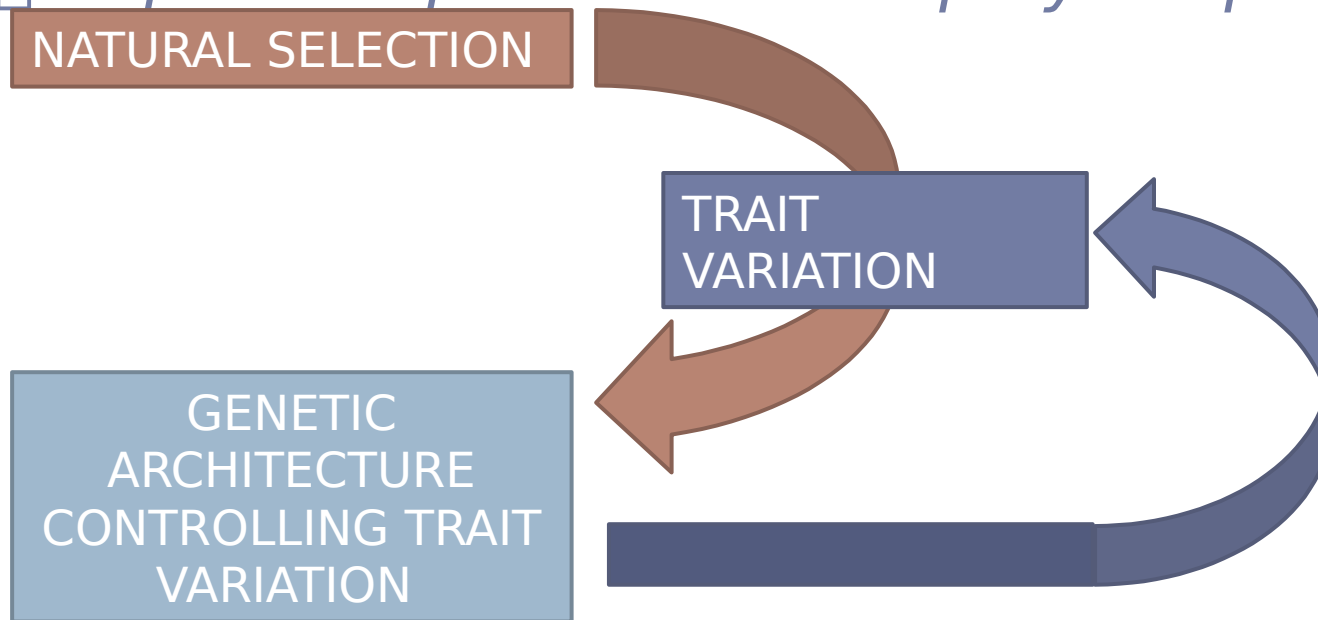 NATURAL SELECTION
TRAIT
VARIATION
GENETIC
ARCHITECTURE
CONTROLLING TRAIT
VARIATION